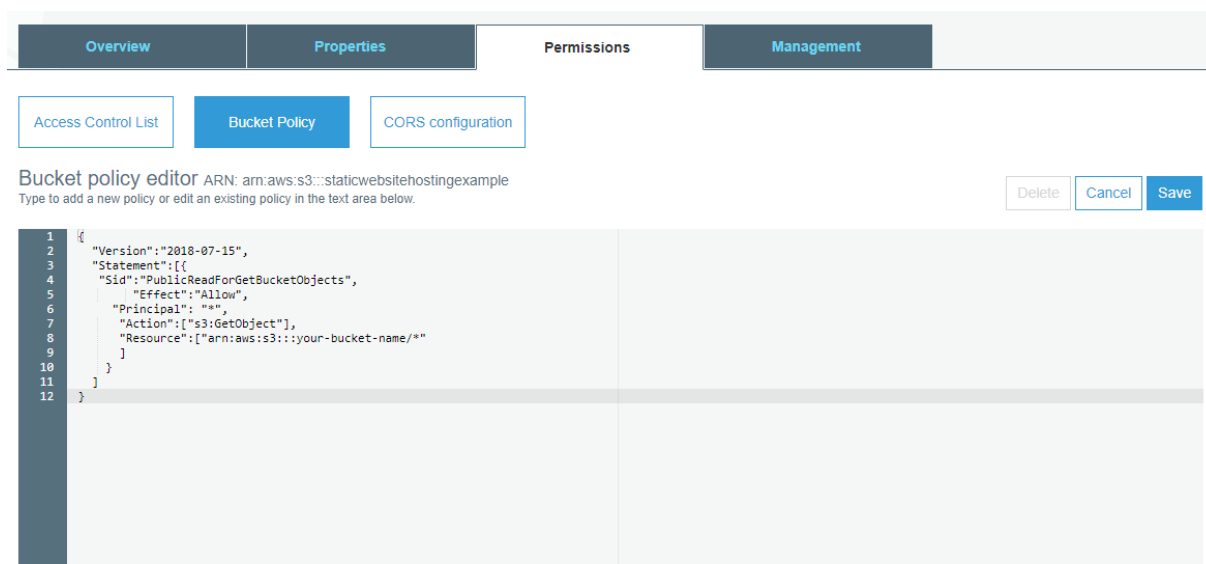 Overview Properties Permissions Management
Access Control List Bucket Policy CORS configuration
Bucket policy editor ARN: arn:aws:s3:::staticwebsitehostingexample
Type to add a new policy or edit an existing policy in the text area below.
Delete Cancel Save
1 {
2 "Version":"2018-07-15",
3 "Statement":[{
4 "Sid":"PublicReadForGetBucketObjects",
5 "Effect":"Allow",
6 "Principal": "*",
7 "Action":["s3:GetObject"],
8 "Resource":["arn:aws:s3:::your-bucket-name/*"
9 ]
10 }
11 ]
12 }